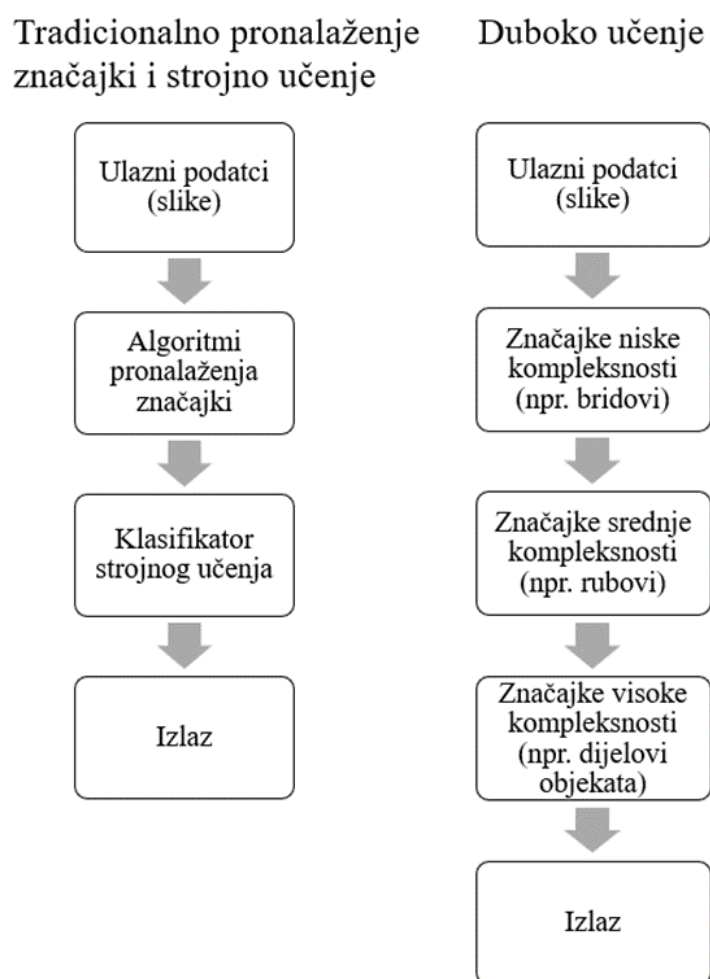 Tradicionalno pronalaženje
značajki i strojno učenje
Ulazni podatci
(slike)
Algoritmi
pronalaženja
značajki
Klasifikator
strojnog učenja
Izlaz
Duboko učenje
Ulazni podatci
(slike)
Značajke niske
kompleksnosti
(npr. bridovi)
Značajke srednje
kompleksnosti
(npr. rubovi)
Značajke visoke
kompleksnosti
(npr. dijelovi
objekata)
Izlaz